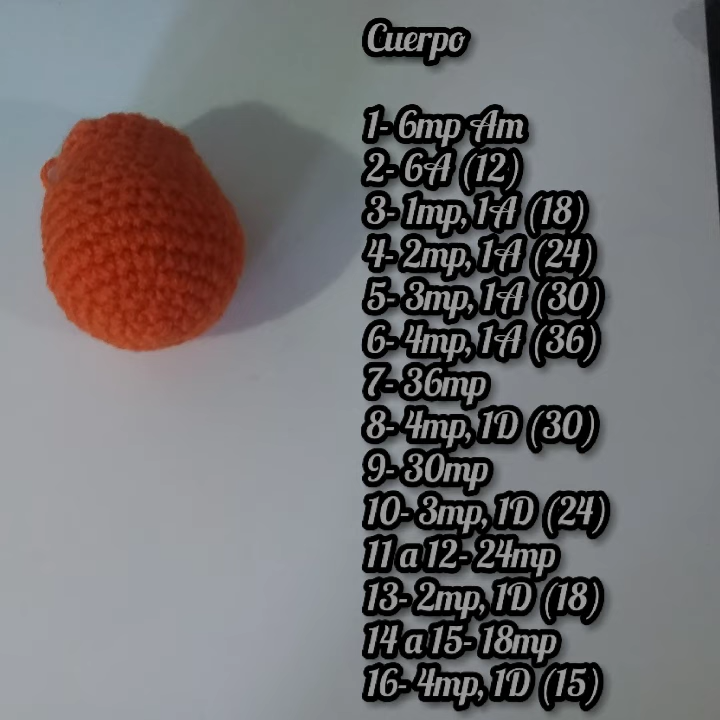 Cuerpo
1- 6mp Am
2- 6A (12)
3- 1mp, 1A (18)
4- 2mp, 1A (24)
5- 3mp, 1A (30)
6- 4mp, 1A (36)
7- 36mp
8- 4mp, 1D (30)
9- 30mp
10- 3mp, 1D (24)
11 a 12- 24mp
13- 2mp, 1D (18)
14 a 15- 18mp
16- 4mp, 1D (15)